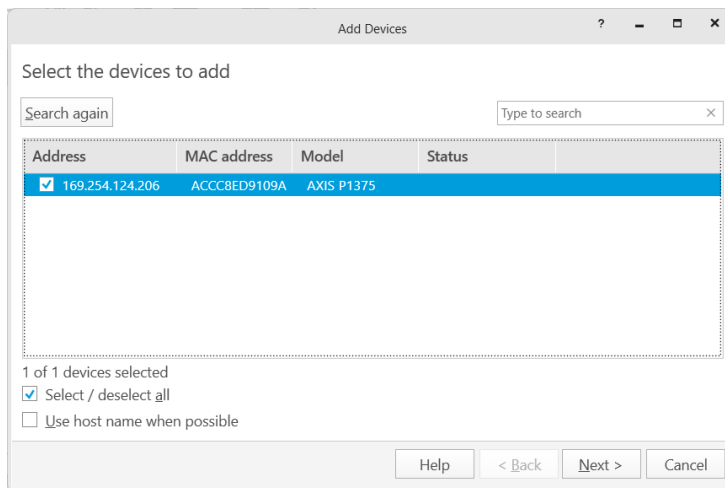 Add Devices ?
Select the devices to add
Search again Type to search
Address MAC address Model Status
169.254.124.206 ACCC8ED9109A AXIS P1375
1 of 1 devices selected
Select / deselect all
Use host name when possible
Help < Back Next > Cancel